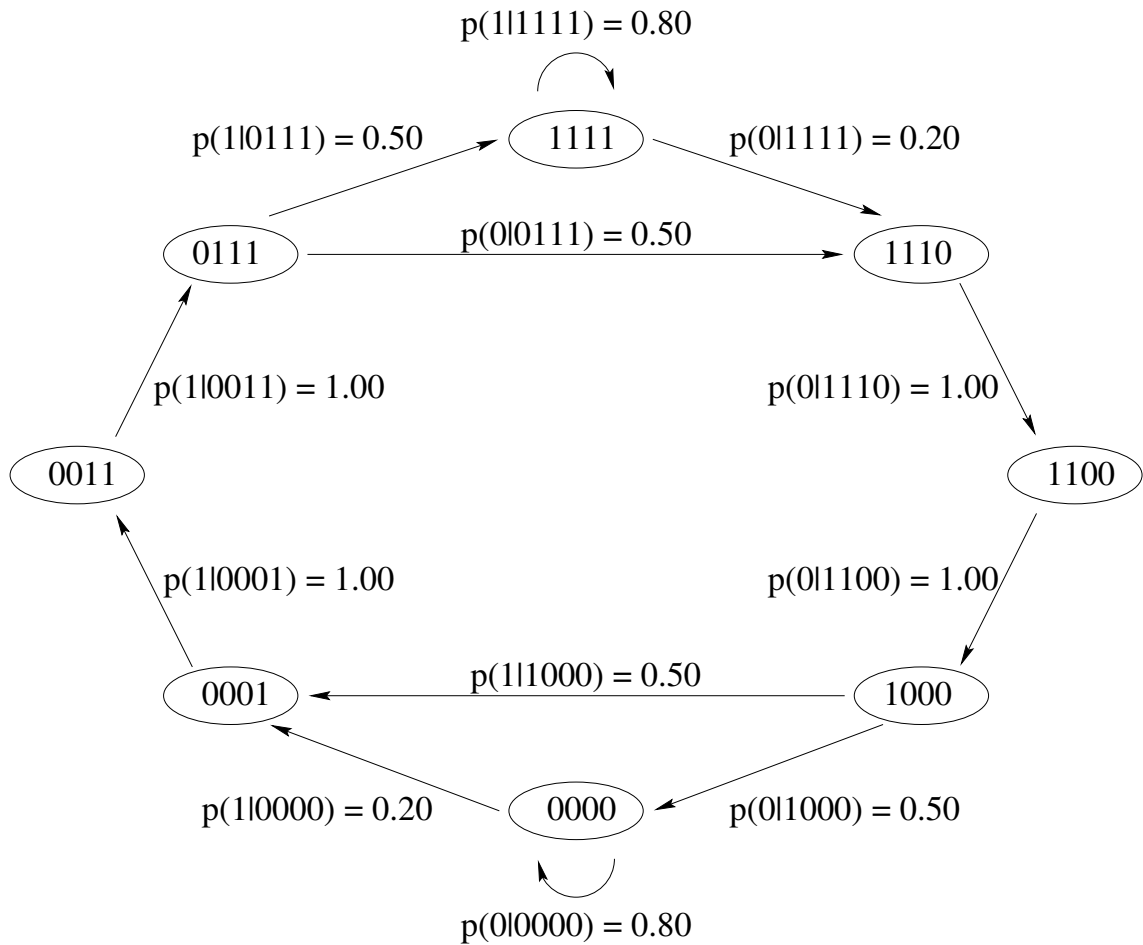 p(1|1111) = 0.80
1111
p(1|0111) = 0.50
p(0|1111) = 0.20
0111
p(0|0111) = 0.50
1110
p(1|0011) = 1.00
p(0|1110) = 1.00
0011
1100
p(1|0001) = 1.00
p(0|1100) = 1.00
0001
p(1|1000) = 0.50
1000
p(1|0000) = 0.20
0000
p(0|1000) = 0.50
p(0|0000) = 0.80